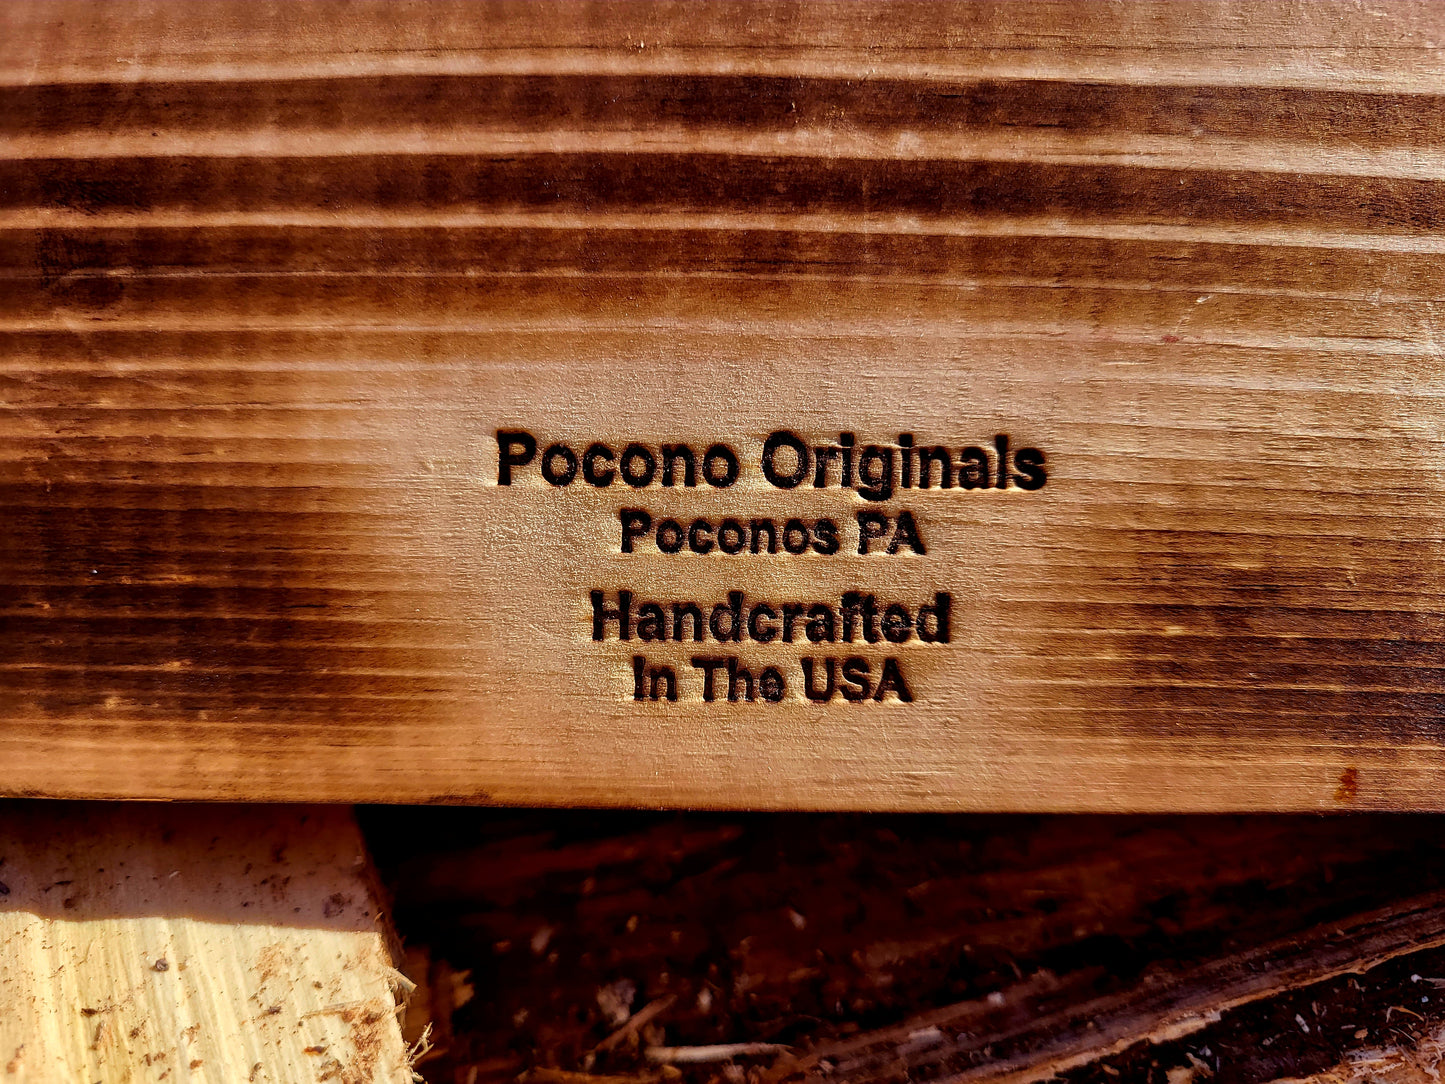 Pocono Originals
Poconos PA
Handcrafted
In The USA